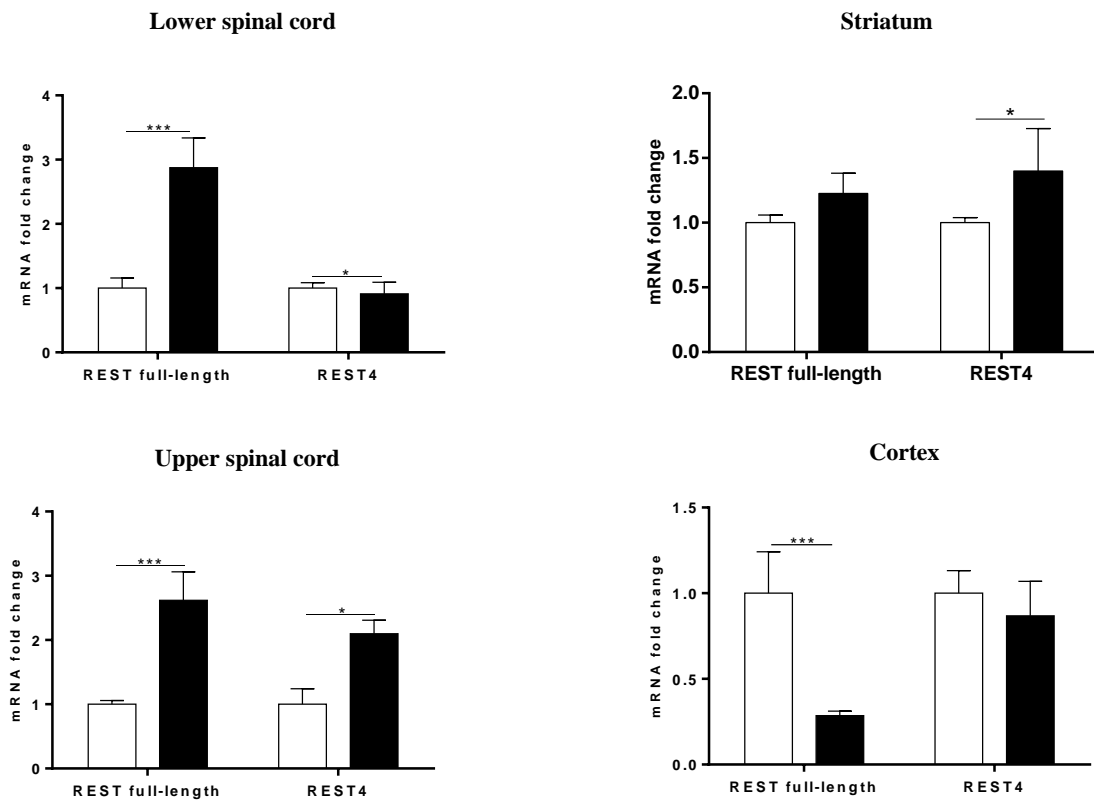 Lower spinal cord
mRNA fold change
4
3
2
1
0
***
*
REST full-length
REST4
Striatum
mRNA fold change
2.0
1.5
1.0
0.5
0.0
*
REST full-length
REST4
Upper spinal cord
mRNA fold change
4
3
2
1
0
***
*
REST full-length
REST4
Cortex
mRNA fold change
1.5
1.0
0.5
0.0
***
REST full-length
REST4